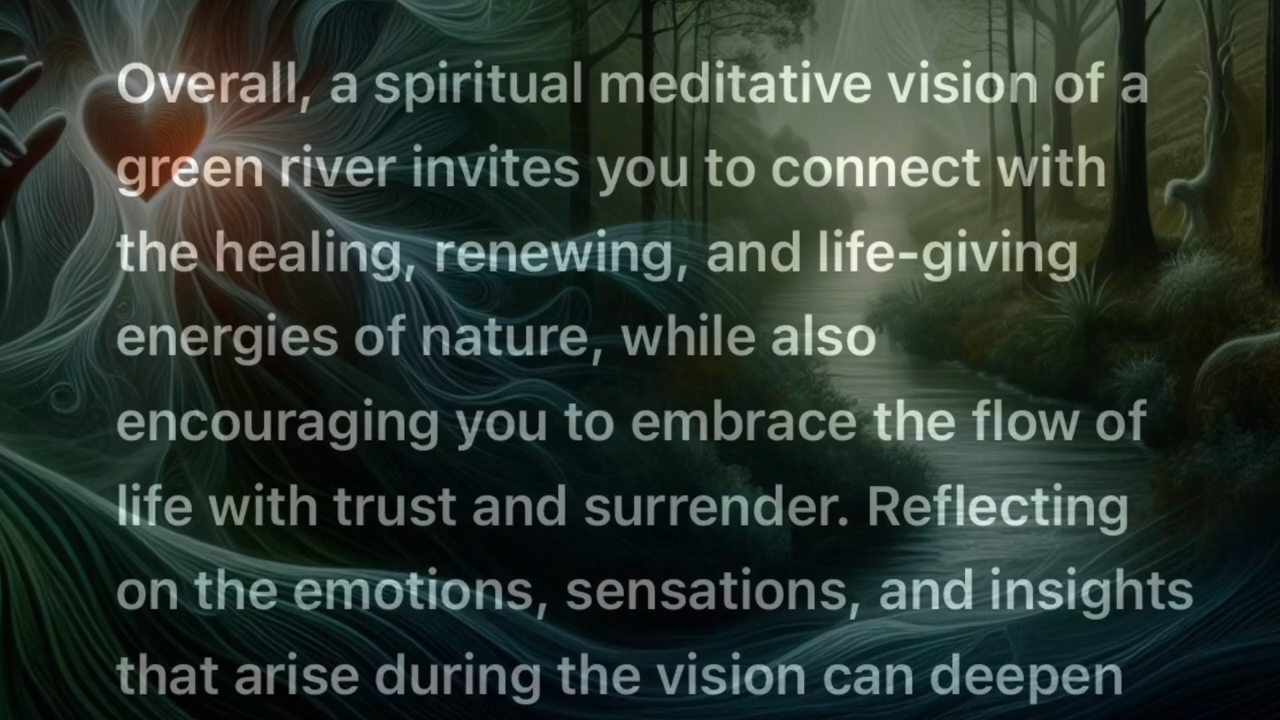 Overall, a spiritual meditative vision of a
green river invites you to connect with
the healing, renewing, and life-giving
energies of nature, while also
encouraging you to embrace the flow of
life with trust and surrender. Reflecting
on the emotions, sensations, and insights
that arise during the vision can deepen